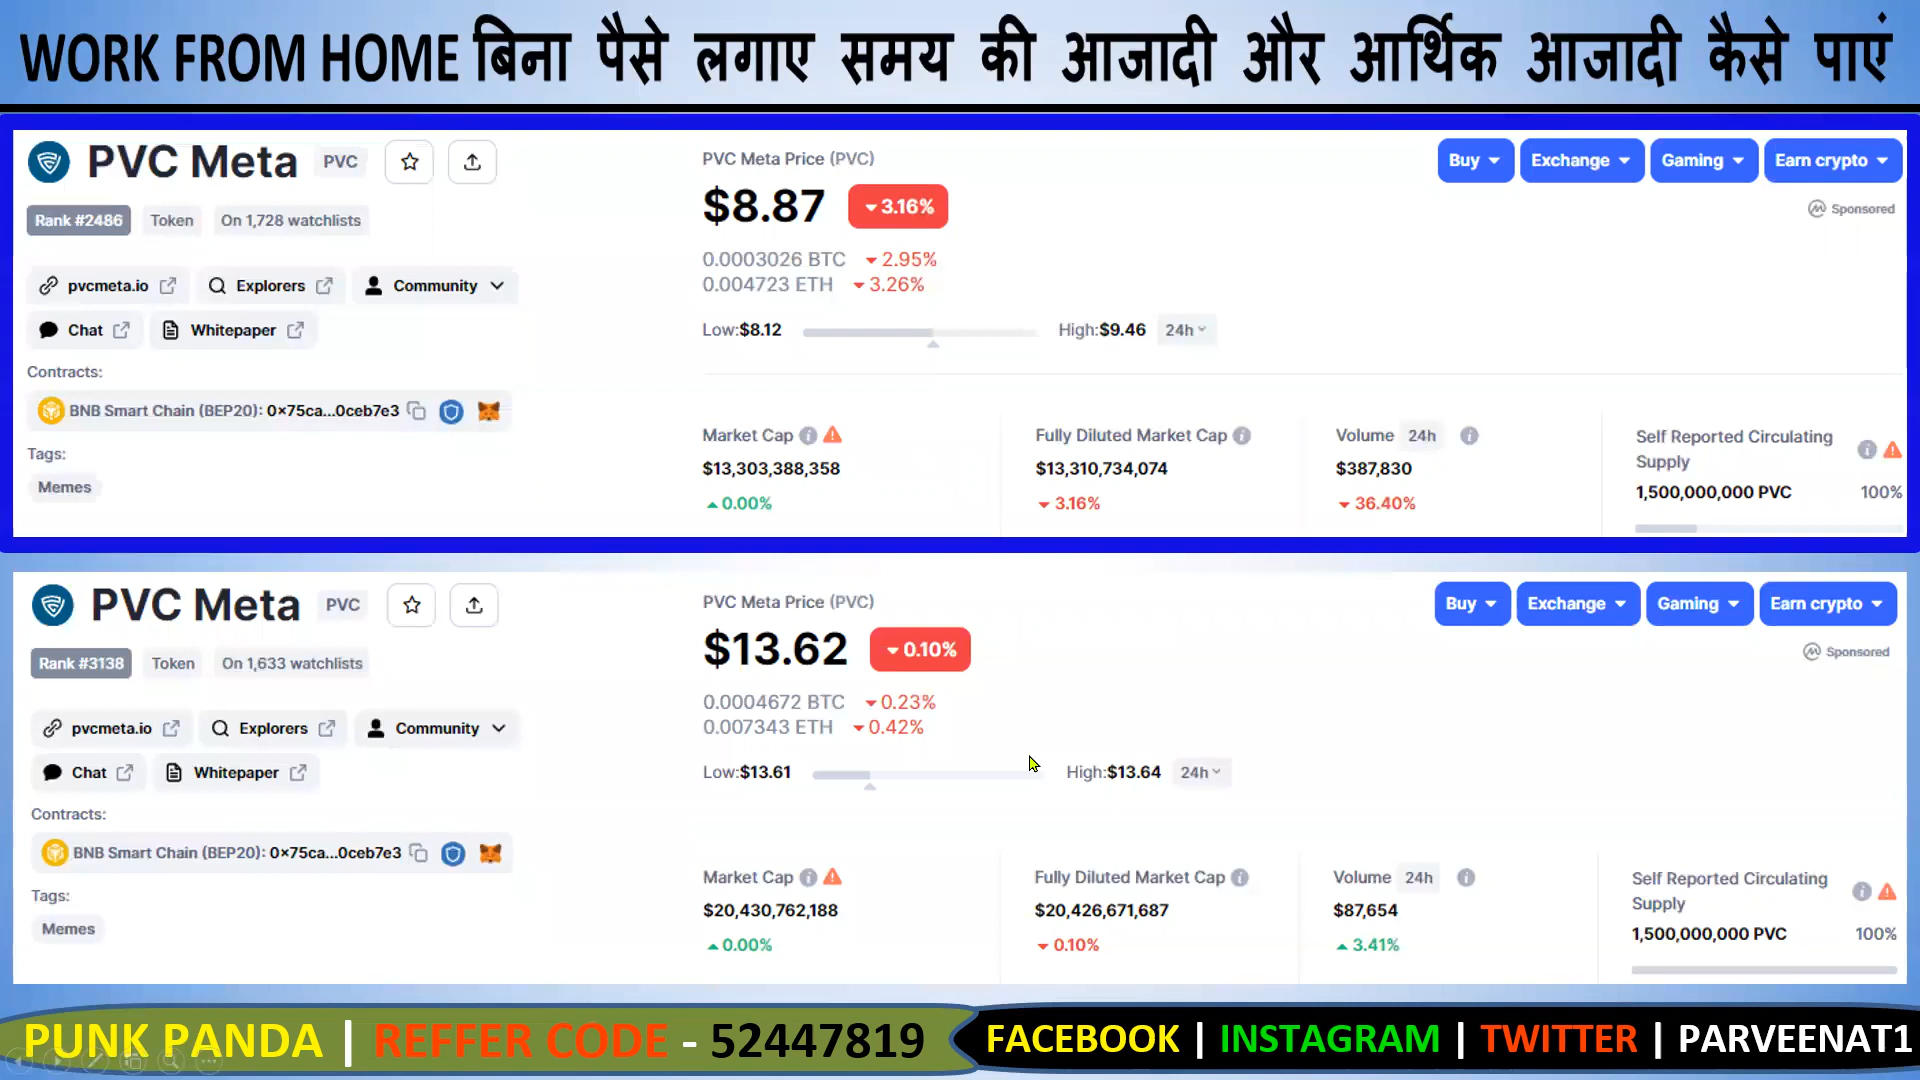 WORK FROM HOME बिना पैसे लगाए समय की आजादी और आर्थिक आजादी कैसे पाएं
PVC Meta PVC
Rank #2486 Token On 1,728 watchlists
pvcmeta.io Explorers Community
Chat Whitepaper
Contracts:
BNB Smart Chain (BEP20): 0x75ca...0ceb7e3
Tags:
Memes
PVC Meta Price (PVC)
$8.87 3.16%
0.0003026 BTC 2.95%
0.004723 ETH 3.26%
Low:$8.12 High:$9.46 24h
Buy Exchange Gaming Earn crypto
Sponsored
Market Cap
$13,303,388,358
0.00%
Fully Diluted Market Cap
$13,310,734,074
3.16%
Volume 24h
$387,830
36.40%
Self Reported Circulating
Supply
1,500,000,000 PVC 100%
PVC Meta PVC
Rank #3138 Token On 1,633 watchlists
pvcmeta.io Explorers Community
Chat Whitepaper
Contracts:
BNB Smart Chain (BEP20): 0x75ca...0ceb7e3
Tags:
Memes
PVC Meta Price (PVC)
$13.62 0.10%
0.0004672 BTC 0.23%
0.007343 ETH 0.42%
Low:$13.61 High:$13.64 24h
Buy Exchange Gaming Earn crypto
Sponsored
Market Cap
$20,430,762,188
0.00%
Fully Diluted Market Cap
$20,426,671,687
0.10%
Volume 24h
$87,654
3.41%
Self Reported Circulating
Supply
1,500,000,000 PVC 100%
PUNK PANDA | REFFER CODE - 52447819
FACEBOOK | INSTAGRAM | TWITTER | PARVEENAT1